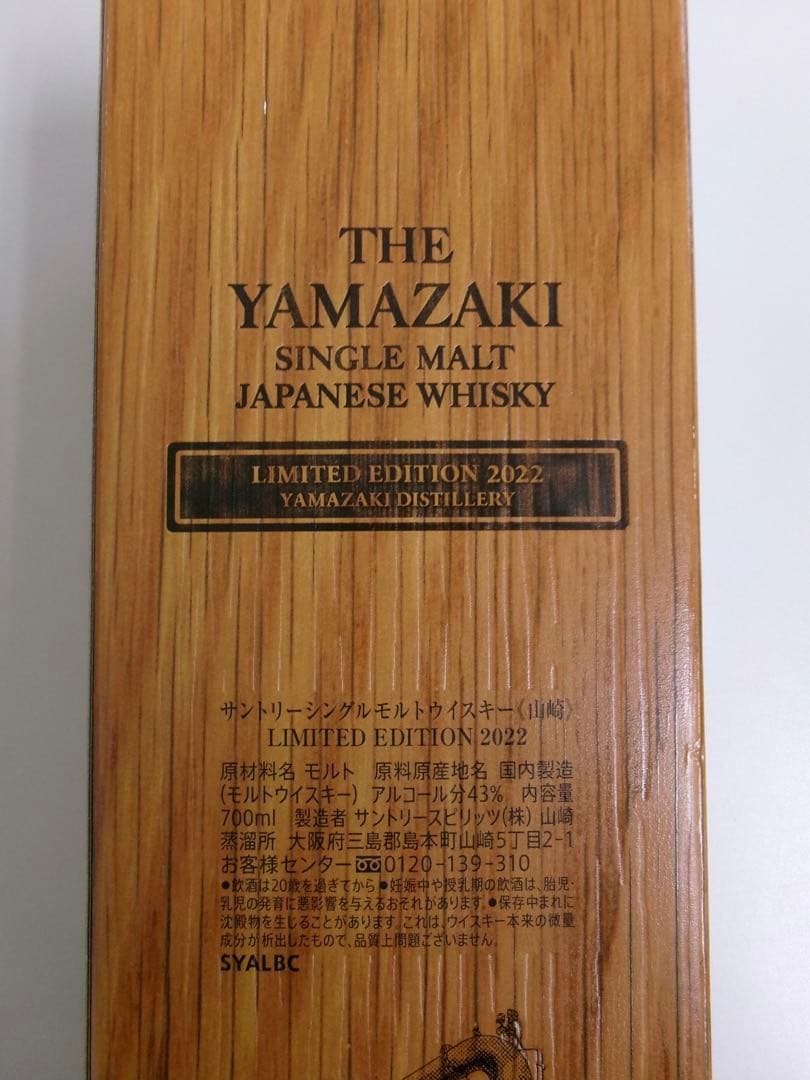 THE
YAMAZAKI
SINGLE MALT
JAPANESE WHISKY
LIMITED EDITION 2022
YAMAZAKI DISTILLERY
サントリーシングルモルトウイスキー《山崎》
LIMITED EDITION 2022
原材料名 モルト 原料原産地名 国内製造
(モルトウイスキー) アルコール分43% 内容量
700ml 製造者 サントリースピリッツ(株) 山崎
蒸溜所 大阪府三島郡島本町山崎5丁目2-1
お客様センター 0120-139-310
●飲酒は20歳を過ぎてから ●妊娠中や授乳期の飲酒は、胎児・
乳児の発育に悪影響を与えるおそれがあります。●保存中まれに
沈殿物を生じることがあります。これは、ウイスキー本来の微量
成分が析出したもので、品質上問題ございません。
SYALBC